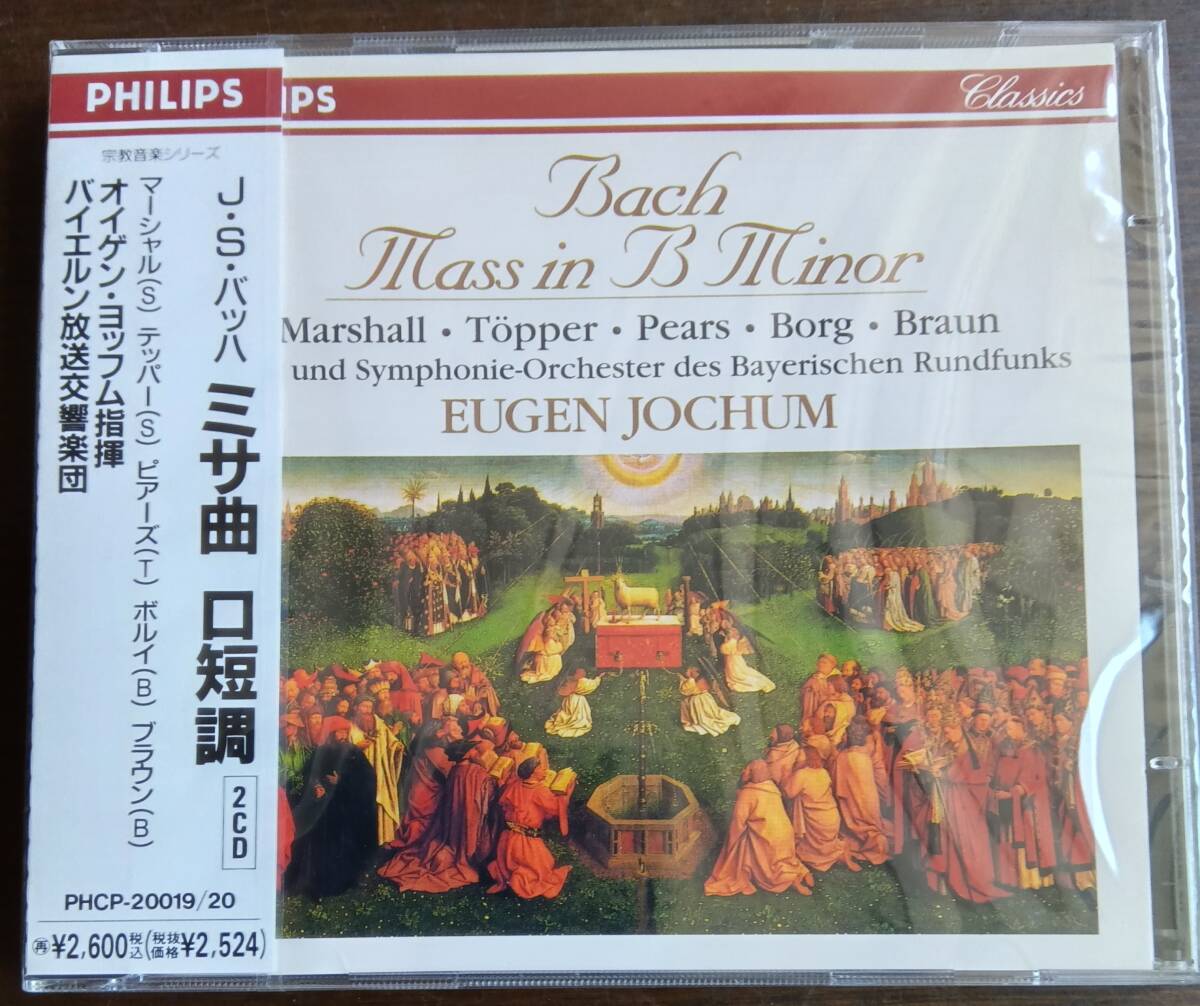 PHILIPS
宗教音楽シリーズ
J・S・バッハ ミサ曲 ロ短調
2CD
マーシャル(S) テッパー(S) ピアーズ(T) ボルイ(B) ブラウン(B)
オイゲン・ヨッフム指揮
バイエルン放送交響楽団
PHCP-20019/20
再 ¥2,600 税込 (税抜価格 ¥2,524)
IPS
Classics
Bach
Mass in B Minor
Marshall • Töpper • Pears • Borg • Braun
und Symphonie-Orchester des Bayerischen Rundfunks
EUGEN JOCHUM